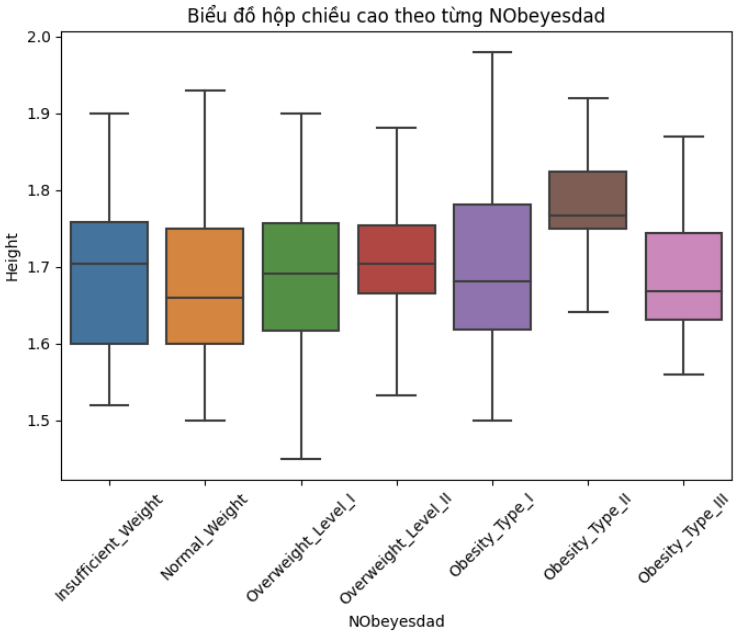 Biểu đồ hộp chiều cao theo từng NObeyesdad
2.0
1.9
1.8
1.7
1.6
1.5
Height
Insufficient_Weight
Normal_Weight
Overweight_Level_I
Overweight_Level_II
Obesity_Type_I
Obesity_Type_II
Obesity_Type_III
NObeyesdad